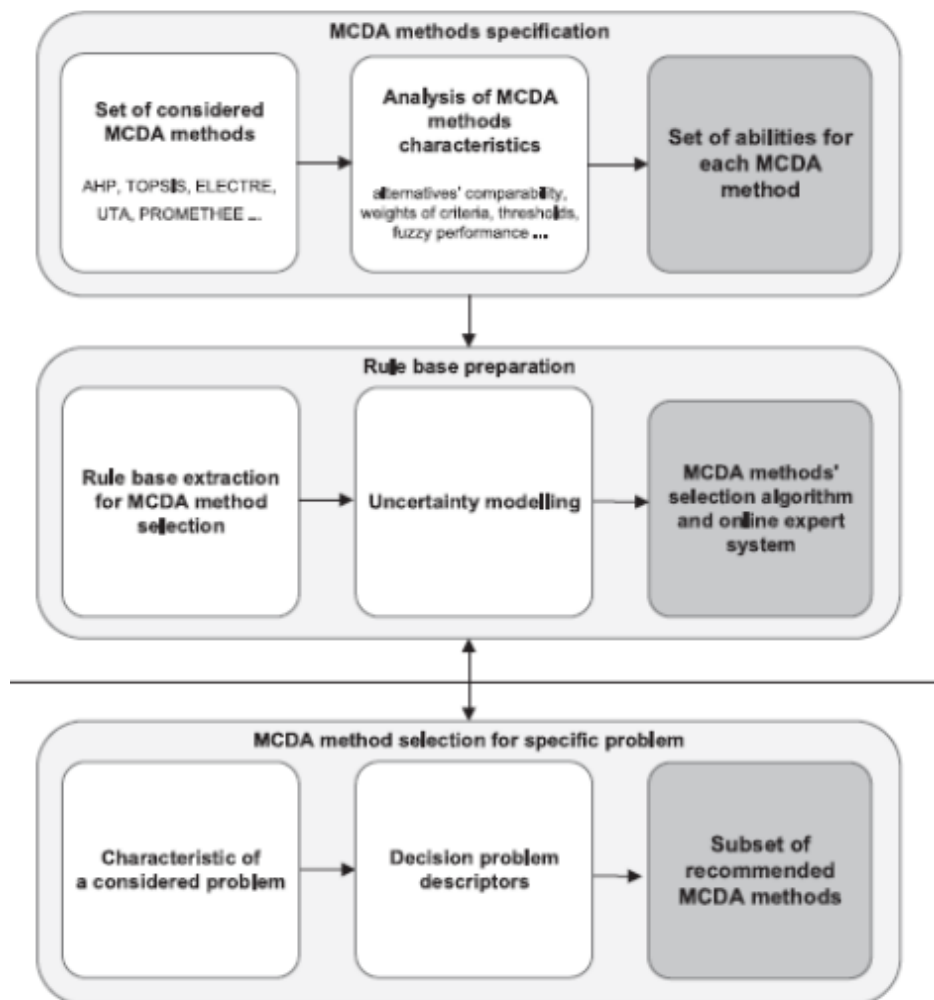 MCDA methods specification
Set of considered
MCDA methods
AHP, TOPSIS, ELECTRE,
UTA, PROMETHEE ...
Analysis of MCDA
methods
characteristics
alternatives' comparability,
weights of criteria, thresholds,
fuzzy performance ...
Set of abilities for
each MCDA
method
Rule base preparation
Rule base extraction
for MCDA method
selection
Uncertainty modelling
MCDA methods'
selection algorithm
and online expert
system
MCDA method selection for specific problem
Characteristic of
a considered problem
Decision problem
descriptors
Subset of
recommended
MCDA methods